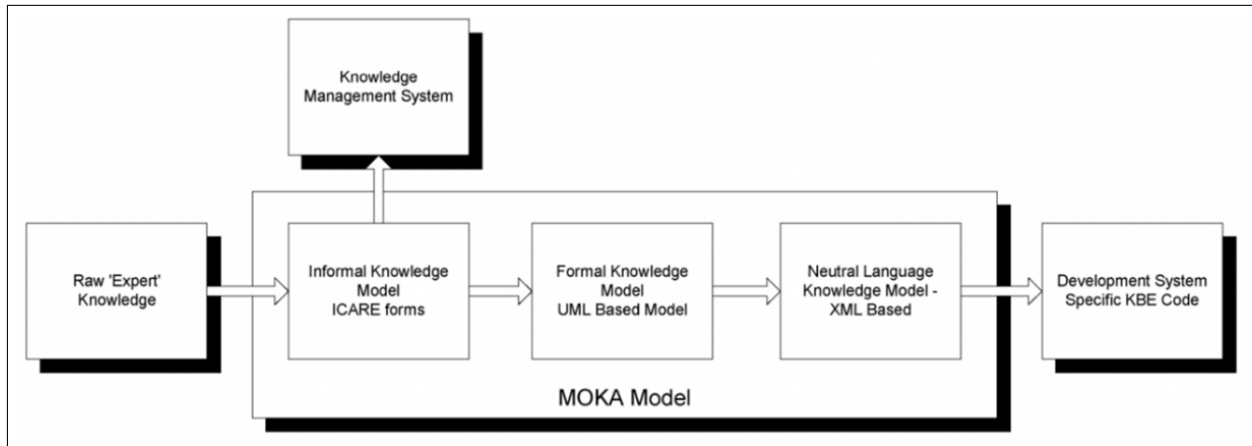 Knowledge
Management System
Raw 'Expert'
Knowledge
Informal Knowledge
Model
ICARE forms
Formal Knowledge
Model
UML Based Model
Neutral Language
Knowledge Model -
XML Based
Development System
Specific KBE Code
MOKA Model